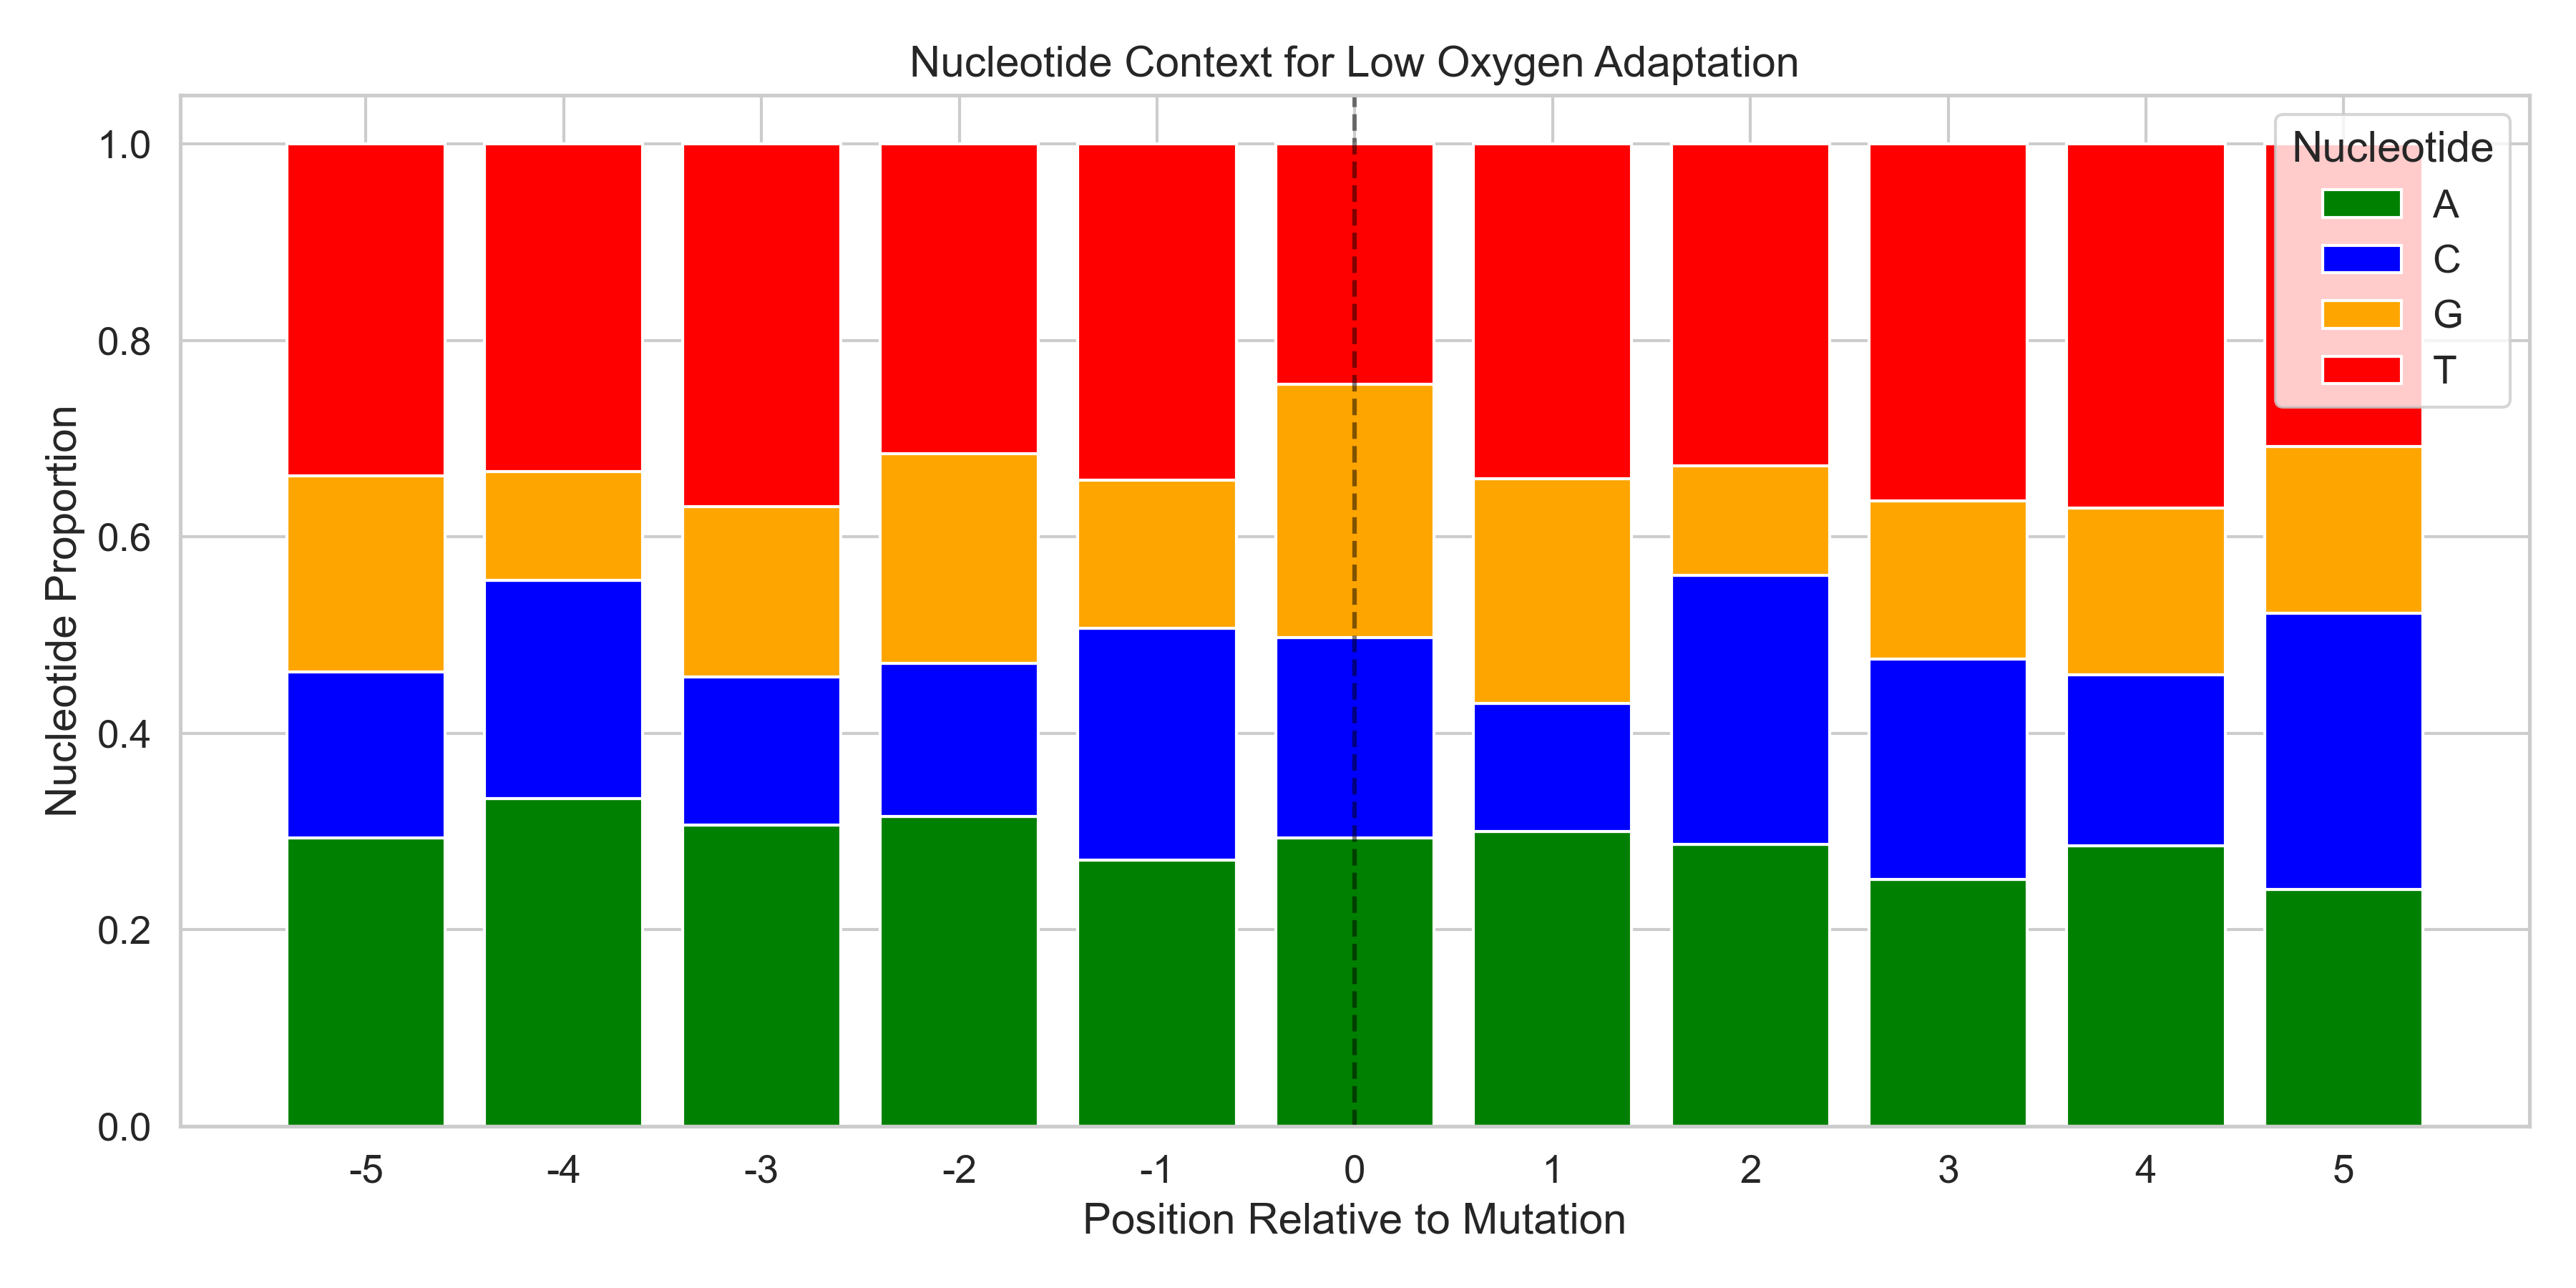 Nucleotide Context for Low Oxygen Adaptation
Nucleotide
A
C
G
T
Nucleotide Proportion
1.0
0.8
0.6
0.4
0.2
0.0
-5 -4 -3 -2 -1 0 1 2 3 4 5
Position Relative to Mutation